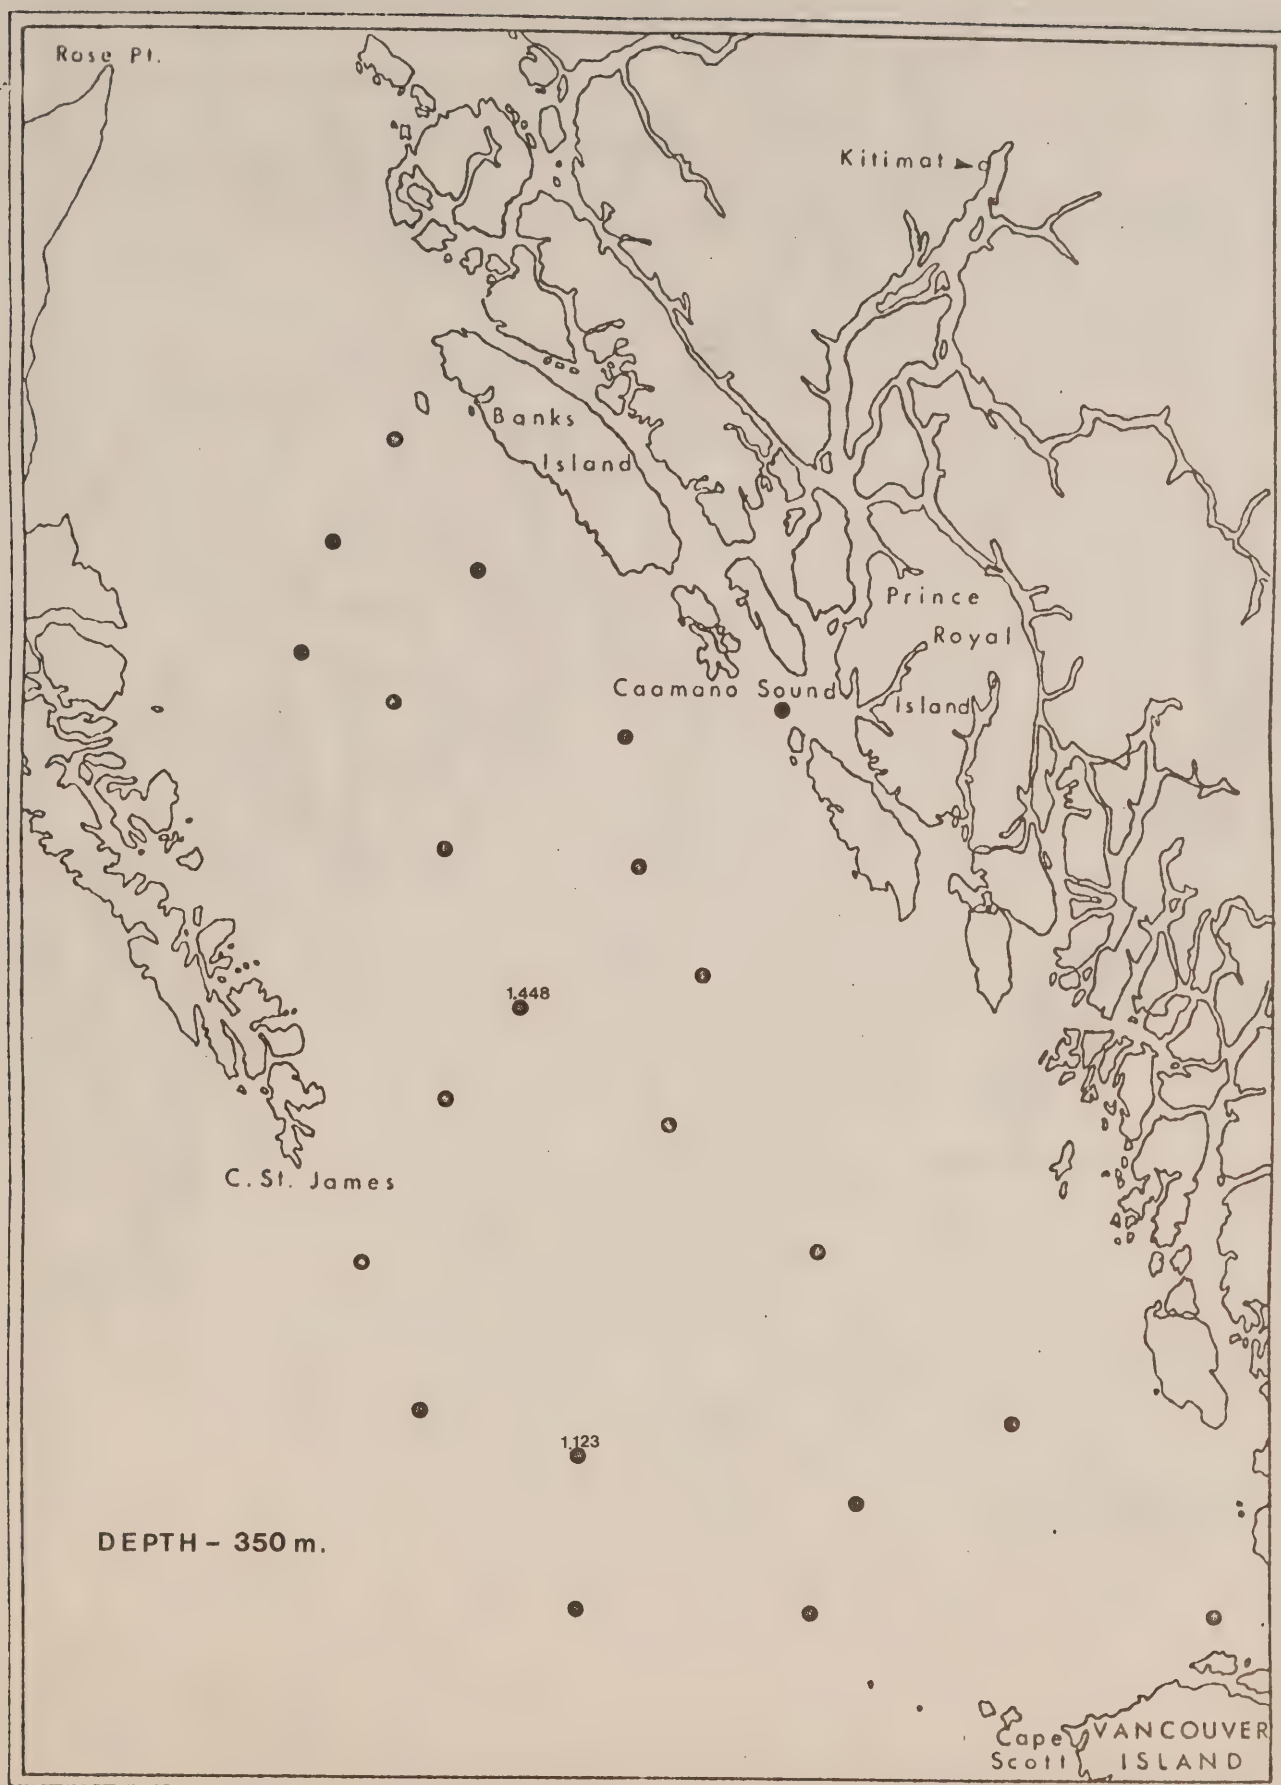 Rose Pt.
Kitimat
Banks
Island
Prince
Royal
Island
Caamano Sound
1.448
C. St. James
1.123
DEPTH – 350 m.
Cape
Scott
VANCOUVER
ISLAND